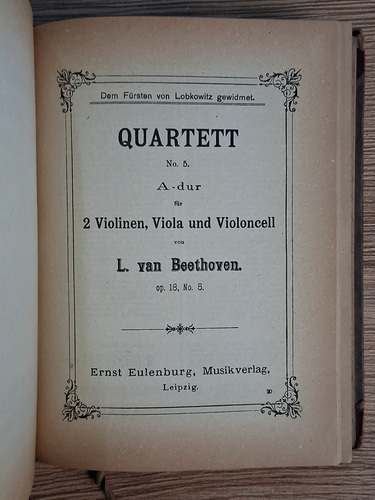 Dem Fürsten von Lobkowitz gewidmet.
QUARTETT
No. 5.
A-dur
für
2 Violinen, Viola und Violoncell
von
L. van Beethoven.
op. 18, No. 5.
Ernst Eulenburg, Musikverlag,
Leipzig.